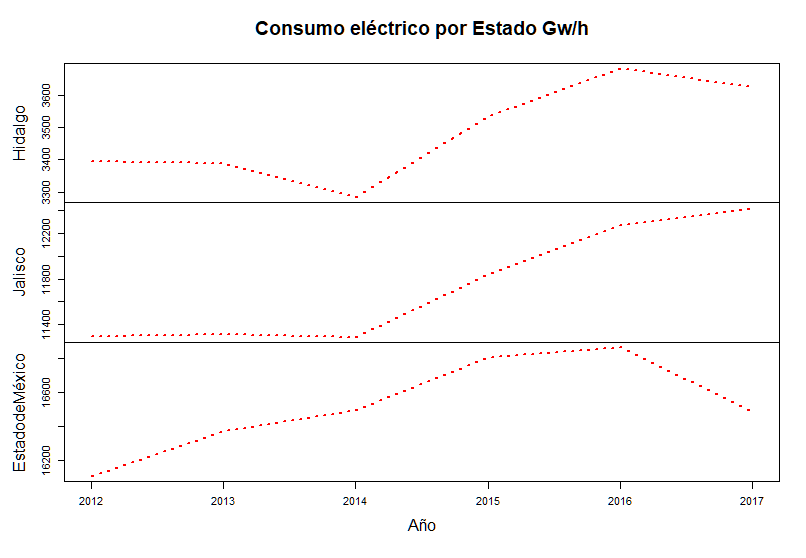 Consumo eléctrico por Estado Gw/h
Hidalgo
3600
3500
3400
3300
Jalisco
12200
11800
11400
EstadodeMéxico
16600
16200
2012 2013 2014 2015 2016 2017
Año